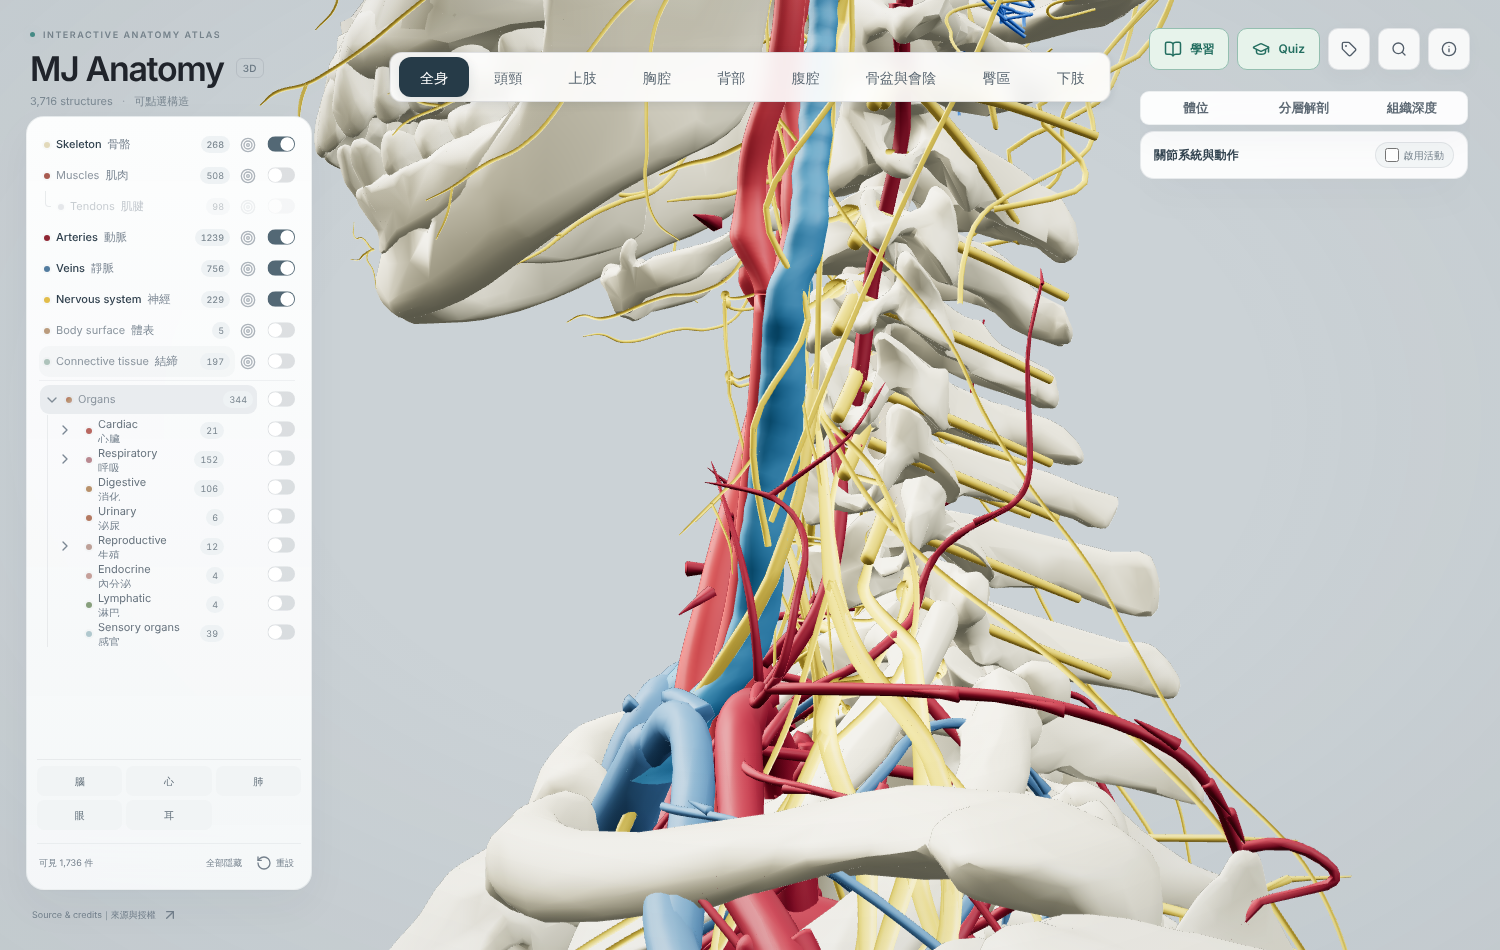 INTERACTIVE ANATOMY ATLAS
MJ Anatomy 3D
3,716 structures · 可點選構造
全身 頭頸 上肢 胸腔 背部 腹腔 骨盆與會陰 臀區 下肢
學習 Quiz
體位 分層解剖 組織深度
關節系統與動作 啟用活動
Skeleton 骨骼 268
Muscles 肌肉 508
Tendons 肌腱 98
Arteries 動脈 1239
Veins 靜脈 756
Nervous system 神經 229
Body surface 體表 5
Connective tissue 結締 197
Organs 344
Cardiac 21
心臟
Respiratory 152
呼吸
Digestive 106
消化
Urinary 6
泌尿
Reproductive 12
生殖
Endocrine 4
內分泌
Lymphatic 4
淋巴
Sensory organs 39
感官
腦 心 肺
眼 耳
可見 1,736 件 全部隱藏 重設
Source & credits | 來源與授權